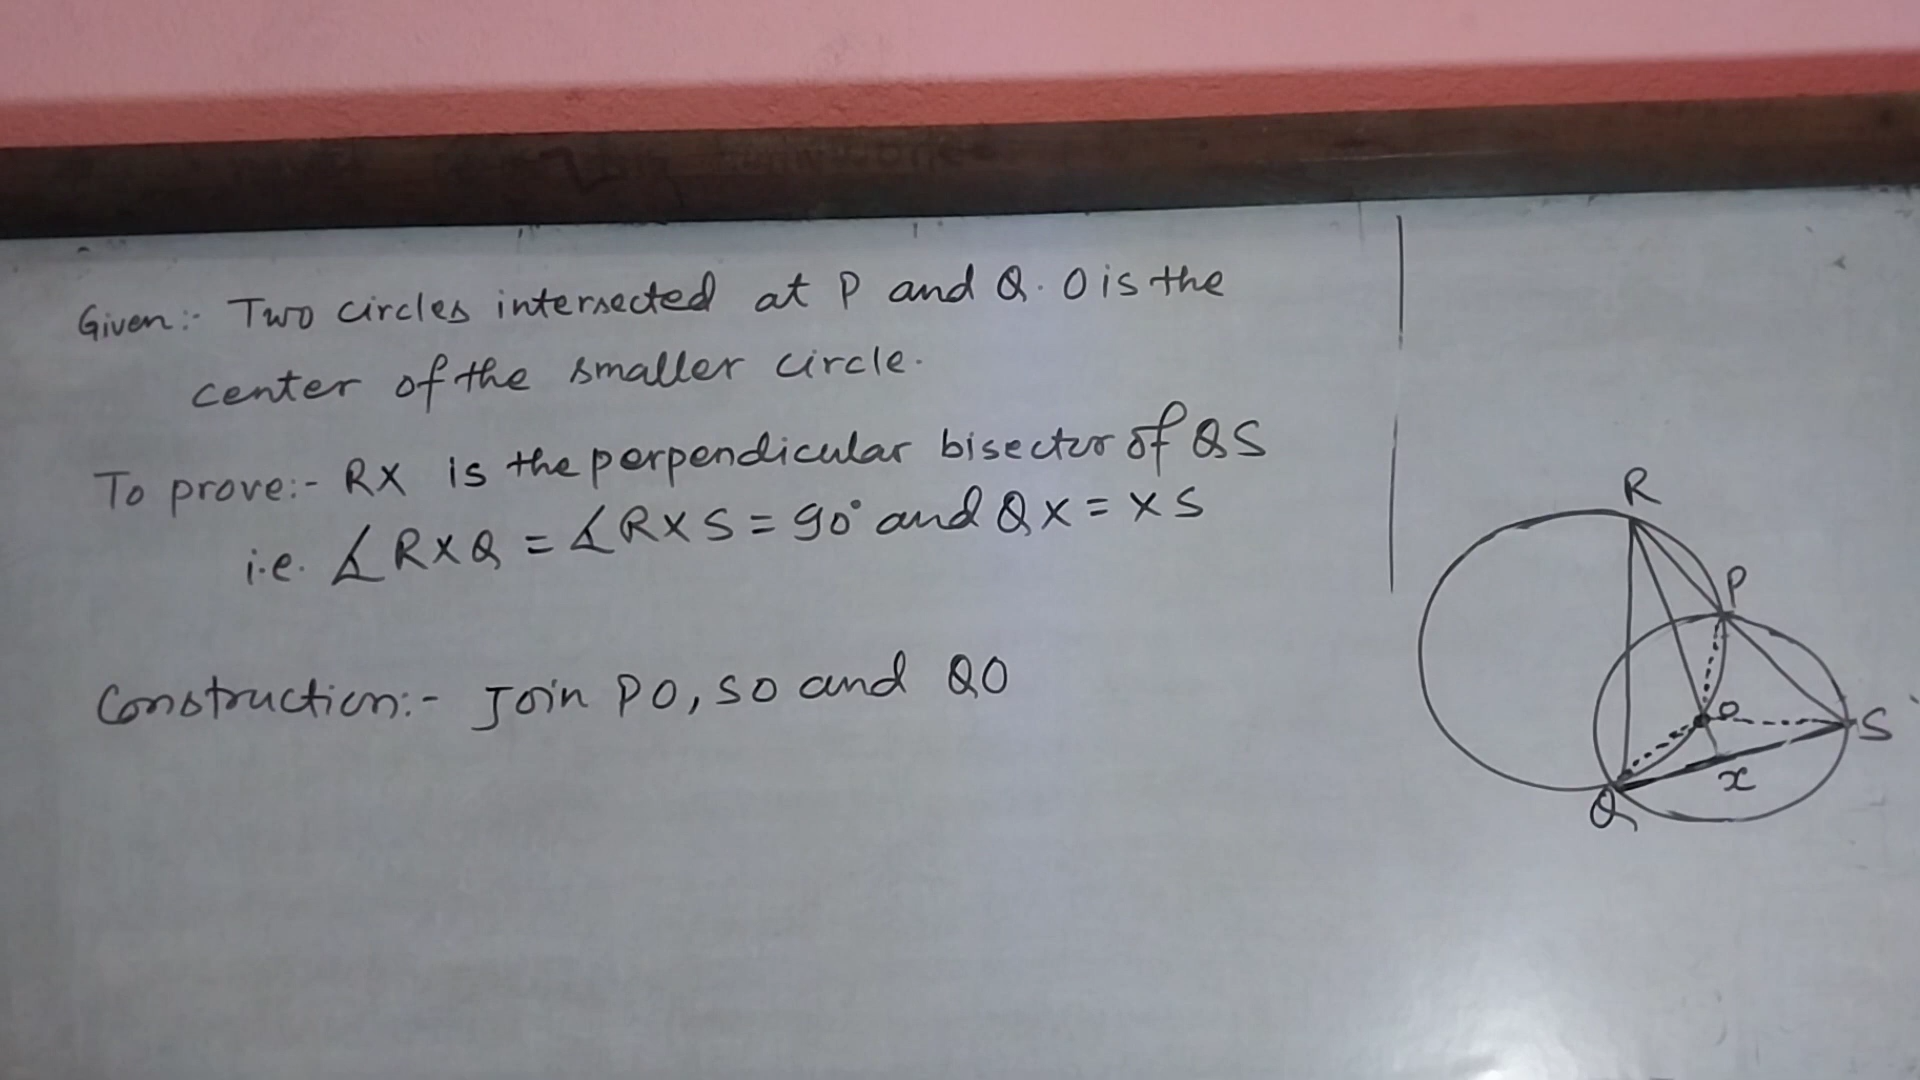 Given:- Two circles intersected at P and Q. O is the
center of the smaller circle.
To prove:- RX is the perpendicular bisector of QS
i.e. ∡RXQ = ∡RXS = 90° and QX = XS
Construction:- Join PO, SO and QO
R
P
O
S
x
Q